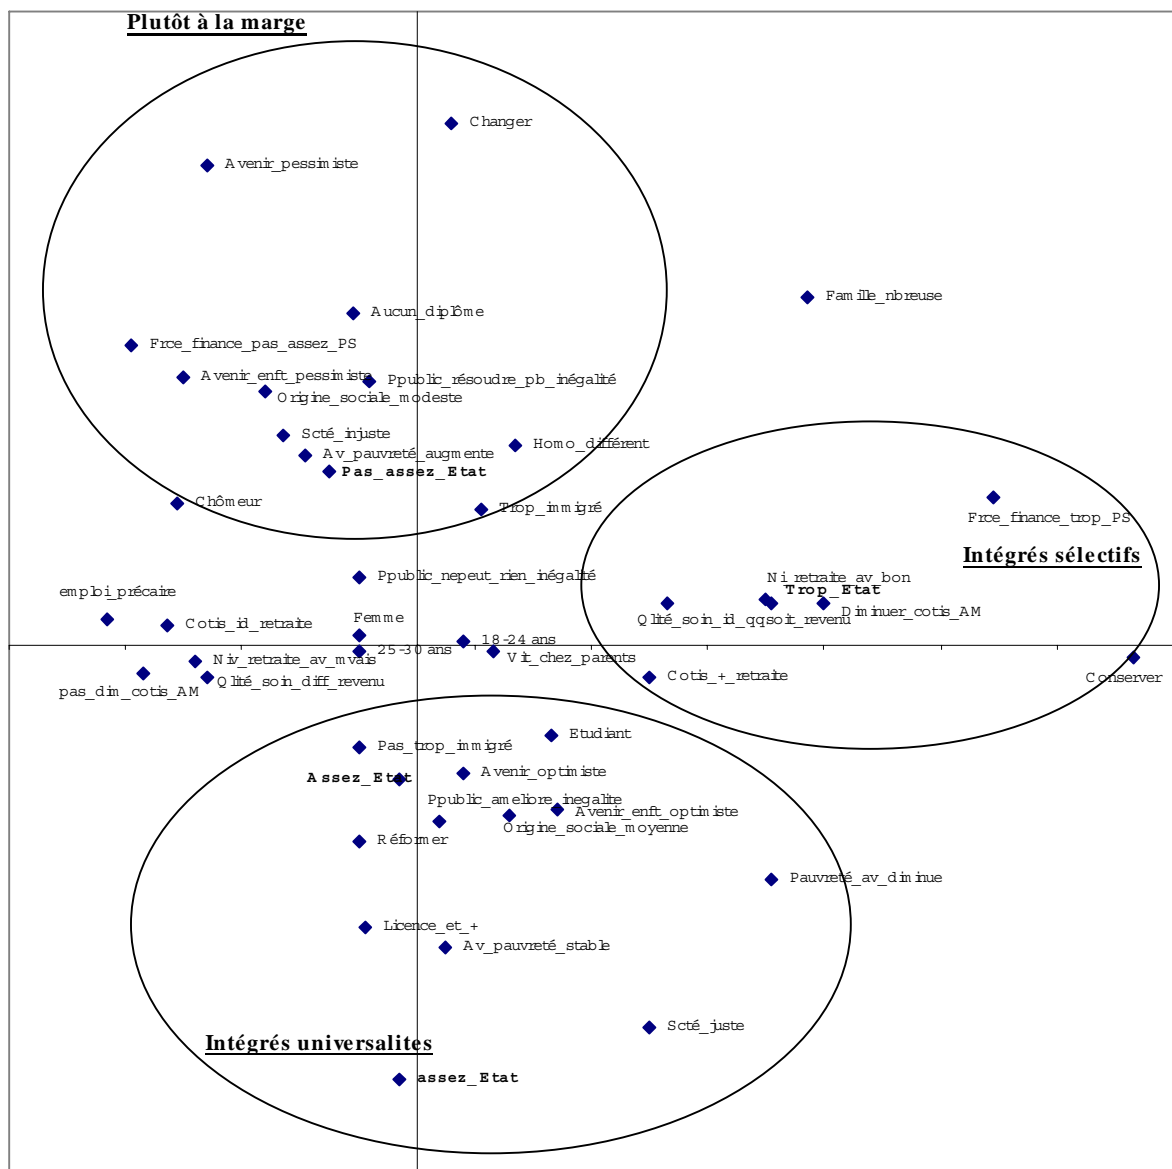 Plutôt à la marge
Changer
Avenir_pessimiste
Famille_nbreuse
Aucun_diplôme
Frce_finance_pas_assez_PS
Avenir_enft_pessimiste
Ppublic_résoudre_pb_inégalité
Origine_sociale_modeste
Scté_injuste
Homo_différent
Av_pauvreté_augmente
Pas_assez_Etat
Chômeur
Trop_immigré
Frce_finance_trop_PS
Intégrés sélectifs
Ppublic_nepeut_rien_inégalité
Ni_retraite_av_bon
emploi_précaire
Trop_Etat
Qlité_soin_id_qqsoit_revenu
Diminuer_cotis_AM
Femme
Cotis_id_retraite
18-24 ans
25-30 ans
Vit_chez_parents
Niv_retraite_av_mvais
Cotis_+_retraite
Conserver
pas_dim_cotis_AM
Qlité_soin_diff_revenu
Etudiant
Pas_trop_immigré
Assez_Etat
Avenir_optimiste
Ppublic_ameliore_inegalite
Avenir_enft_optimiste
Origine_sociale_moyenne
Réformer
Pauvreté_av_diminue
Licence_et_+
Av_pauvreté_stable
Scté_juste
Intégrés universalites
assez_Etat